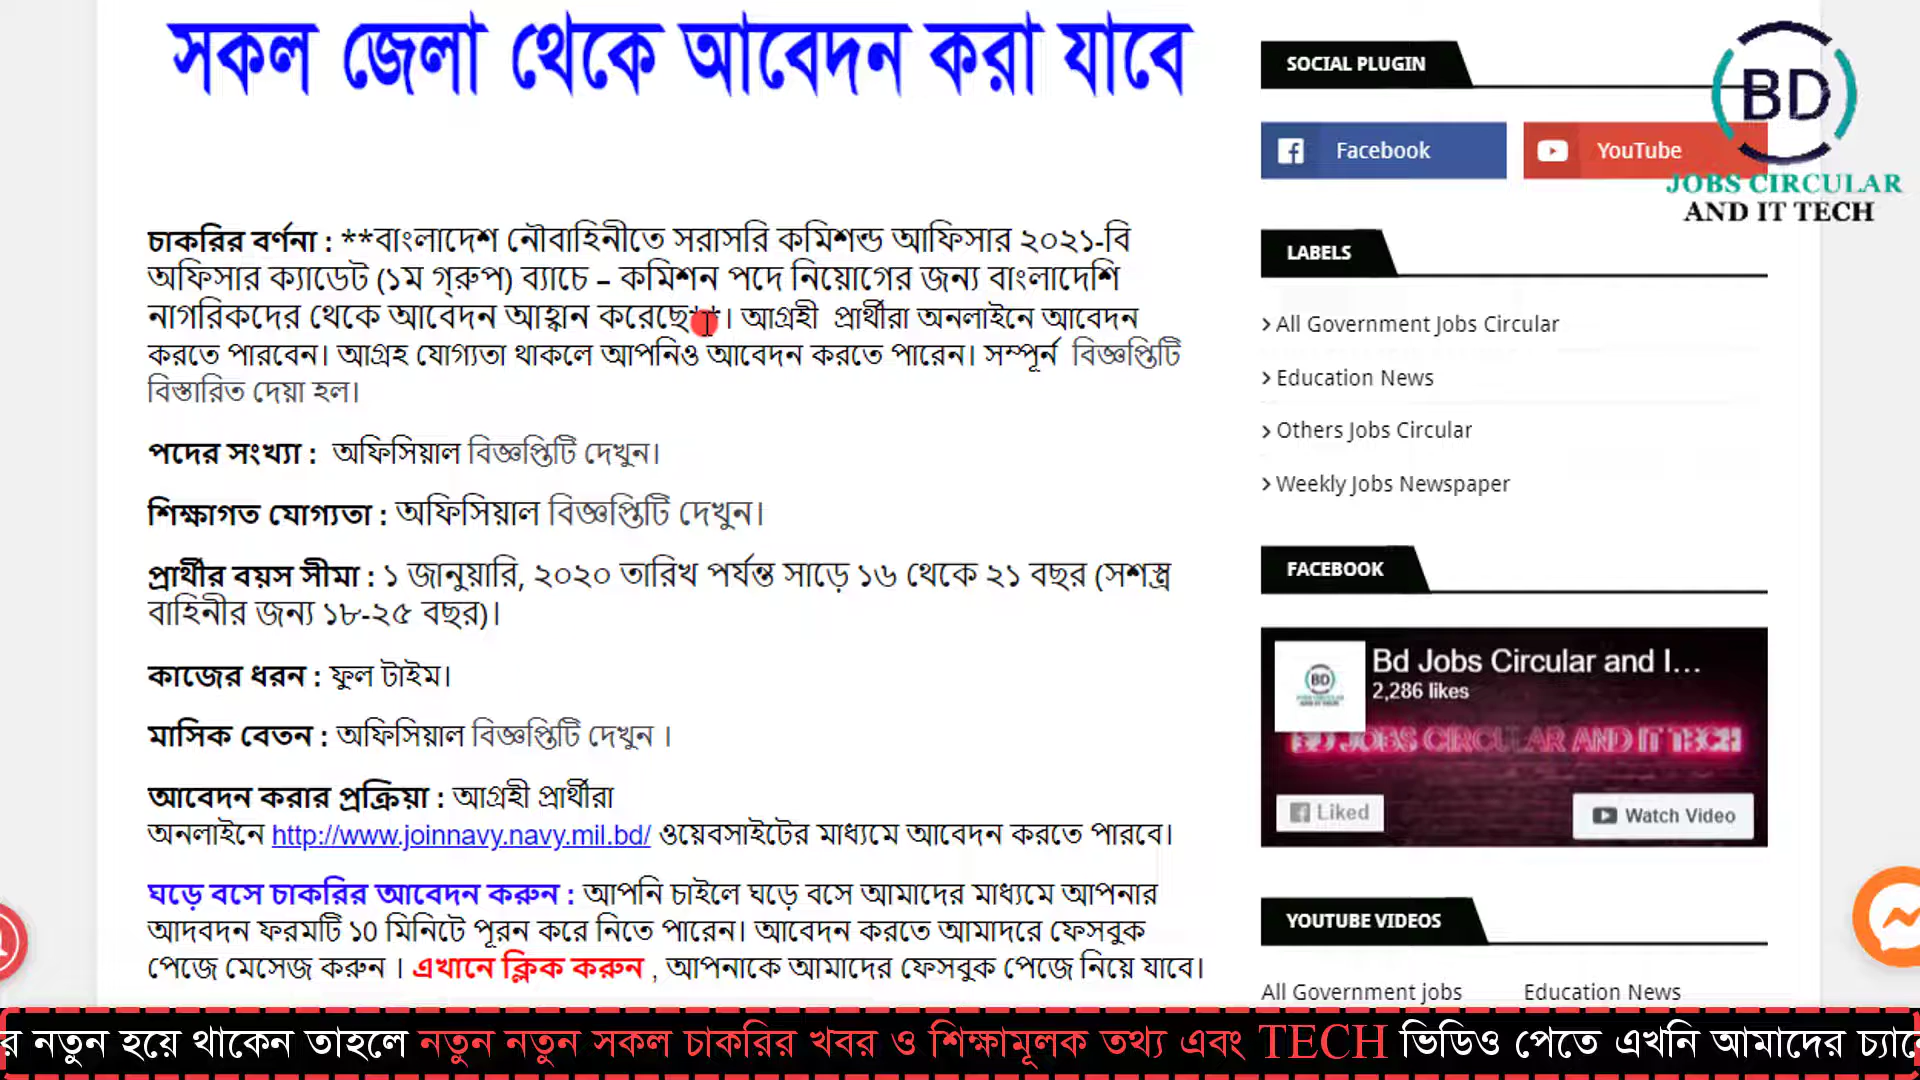 সকল জেলা থেকে আবেদন করা যাবে
চাকরির বর্ণনা : **বাংলাদেশ নৌবাহিনীতে সরাসরি কমিশন্ড আফিসার ২০২১-বি
অফিসার ক্যাডেট (১ম গ্রুপ) ব্যাচে – কমিশন পদে নিয়োগের জন্য বাংলাদেশি
নাগরিকদের থেকে আবেদন আহ্বান করেছে**। আগ্রহী প্রার্থীরা অনলাইনে আবেদন
করতে পারবেন। আগ্রহ যোগ্যতা থাকলে আপনিও আবেদন করতে পারেন। সম্পূর্ন বিজ্ঞপ্তিটি
বিস্তারিত দেয়া হল।
পদের সংখ্যা : অফিসিয়াল বিজ্ঞপ্তিটি দেখুন।
শিক্ষাগত যোগ্যতা : অফিসিয়াল বিজ্ঞপ্তিটি দেখুন।
প্রার্থীর বয়স সীমা : ১ জানুয়ারি, ২০২০ তারিখ পর্যন্ত সাড়ে ১৬ থেকে ২১ বছর (সশস্ত্র
বাহিনীর জন্য ১৮-২৫ বছর)।
কাজের ধরন : ফুল টাইম।
মাসিক বেতন : অফিসিয়াল বিজ্ঞপ্তিটি দেখুন ।
আবেদন করার প্রক্রিয়া : আগ্রহী প্রার্থীরা
অনলাইনে http://www.joinnavy.navy.mil.bd/ ওয়েবসাইটের মাধ্যমে আবেদন করতে পারবে।
ঘড়ে বসে চাকরির আবেদন করুন : আপনি চাইলে ঘড়ে বসে আমাদের মাধ্যমে আপনার
আদবদন ফরমটি ১0 মিনিটে পূরন করে নিতে পারেন। আবেদন করতে আমাদরে ফেসবুক
পেজে মেসেজ করুন । এখানে ক্লিক করুন , আপনাকে আমাদের ফেসবুক পেজে নিয়ে যাবে।
SOCIAL PLUGIN
Facebook
YouTube
BD
JOBS CIRCULAR
AND IT TECH
LABELS
All Government Jobs Circular
Education News
Others Jobs Circular
Weekly Jobs Newspaper
FACEBOOK
BD
Bd Jobs Circular and I...
2,286 likes
BD JOBS CIRCULAR AND IT TECH
Liked
Watch Video
YOUTUBE VIDEOS
All Government jobs
Education News
র নতুন হয়ে থাকেন তাহলে নতুন নতুন সকল চাকরির খবর ও শিক্ষামূলক তথ্য এবং TECH ভিডিও পেতে এখনি আমাদের